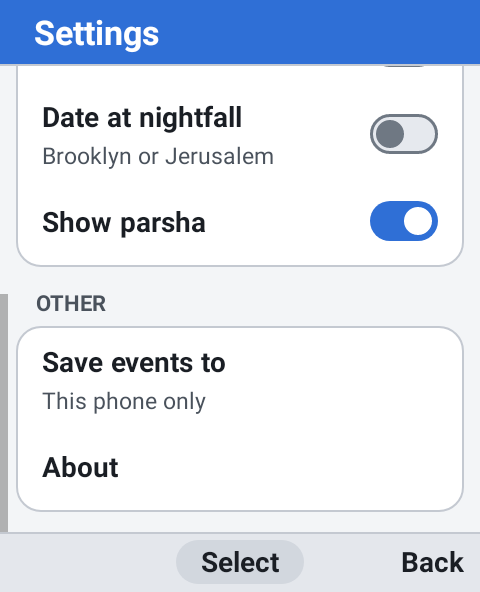 Settings
Date at nightfall
Brooklyn or Jerusalem
Show parsha
OTHER
Save events to
This phone only
About
Select
Back